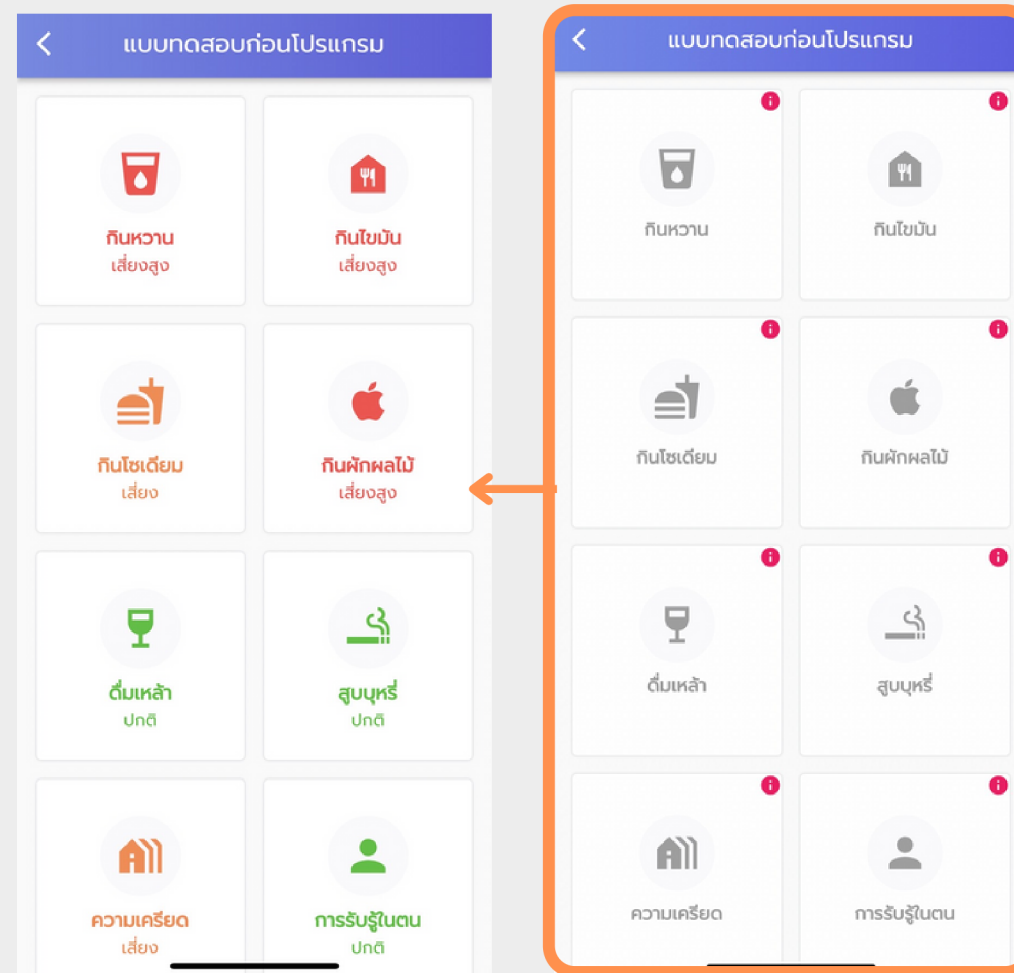 แบบทดสอบก่อนโปรแกรม
กินหวาน
เสี่ยงสูง
กินไขมัน
เสี่ยงสูง
กินโซเดียม
เสี่ยง
กินผักผลไม้
เสี่ยงสูง
ดื่มเหล้า
ปกติ
สูบบุหรี่
ปกติ
ความเครียด
เสี่ยง
การรับรู้ในตน
ปกติ
แบบทดสอบก่อนโปรแกรม
กินหวาน
กินไขมัน
กินโซเดียม
กินผักผลไม้
ดื่มเหล้า
สูบบุหรี่
ความเครียด
การรับรู้ในตน